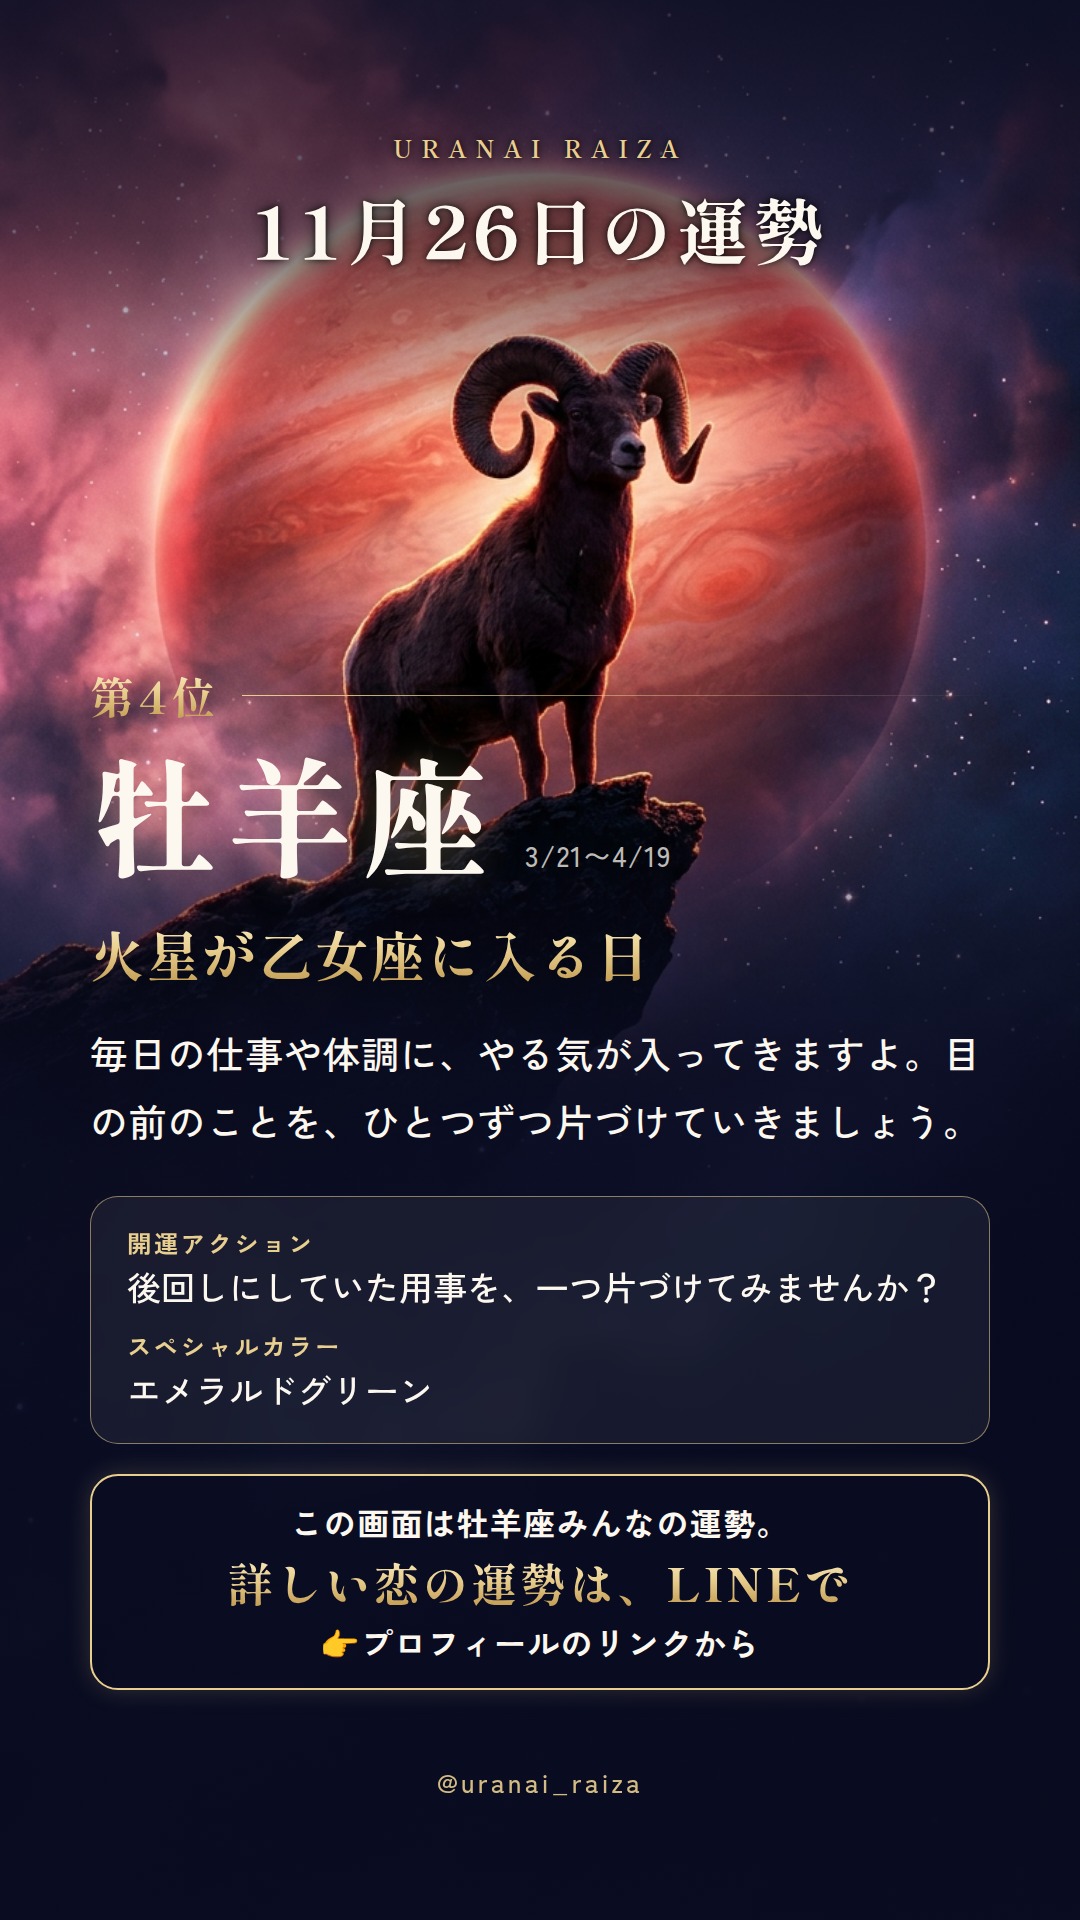 URANAI RAIZA
11月26日の運勢
第4位
牡羊座 3/21〜4/19
火星が乙女座に入る日
毎日の仕事や体調に、やる気が入ってきますよ。目
の前のことを、ひとつずつ片づけていきましょう。
開運アクション
後回しにしていた用事を、一つ片づけてみませんか？
スペシャルカラー
エメラルドグリーン
この画面は牡羊座みんなの運勢。
詳しい恋の運勢は、LINEで
👉プロフィールのリンクから
@uranai_raiza